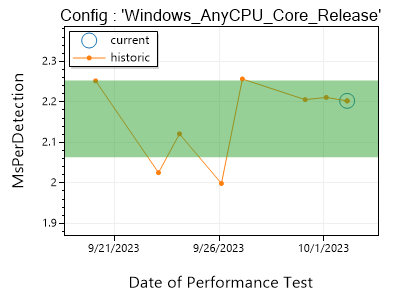 Config : 'Windows_AnyCPU_Core_Release'
current
historic
2.3
2.2
2.1
2
1.9
MsPerDetection
9/21/2023
9/26/2023
10/1/2023
Date of Performance Test